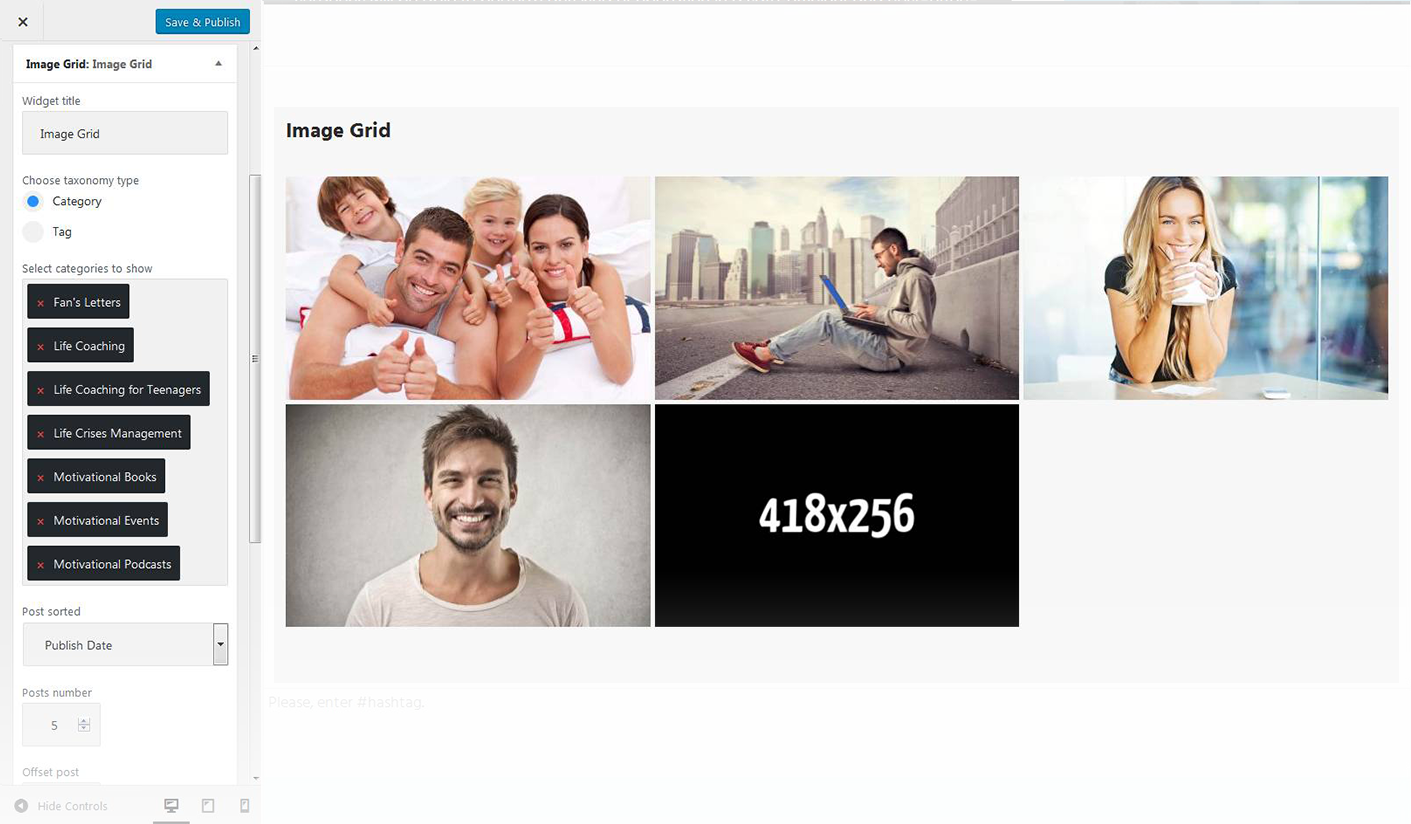 Save & Publish
Image Grid: Image Grid
Widget title
Image Grid
Choose taxonomy type
Category
Tag
Select categories to show
× Fan's Letters
× Life Coaching
× Life Coaching for Teenagers
× Life Crises Management
× Motivational Books
× Motivational Events
× Motivational Podcasts
Post sorted
Publish Date
Posts number
5
Offset post
Hide Controls
Image Grid
418x256
Please, enter #hashtag.